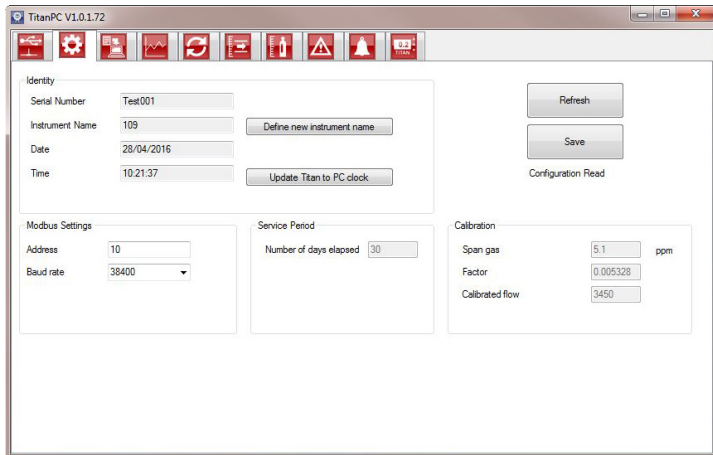 TitanPC V1.0.1.72
0.2
TITAN
Identity
Serial Number Test001
Instrument Name 109 Define new instrument name
Date 28/04/2016
Time 10:21:37 Update Titan to PC clock
Refresh
Save
Configuration Read
Modbus Settings
Address 10
Baud rate 38400
Service Period
Number of days elapsed 30
Calibration
Span gas 5.1 ppm
Factor 0.005328
Calibrated flow 3450